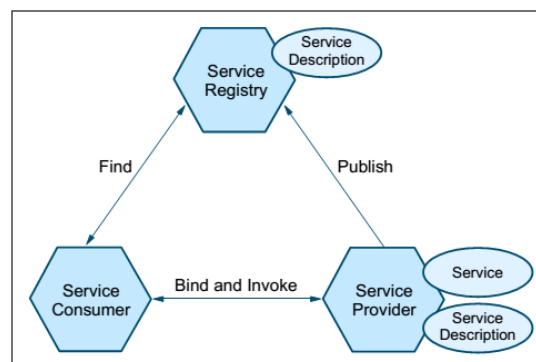 Service
Description
Service
Registry
Find
Publish
Service
Consumer
Bind and Invoke
Service
Provider
Service
Service
Description